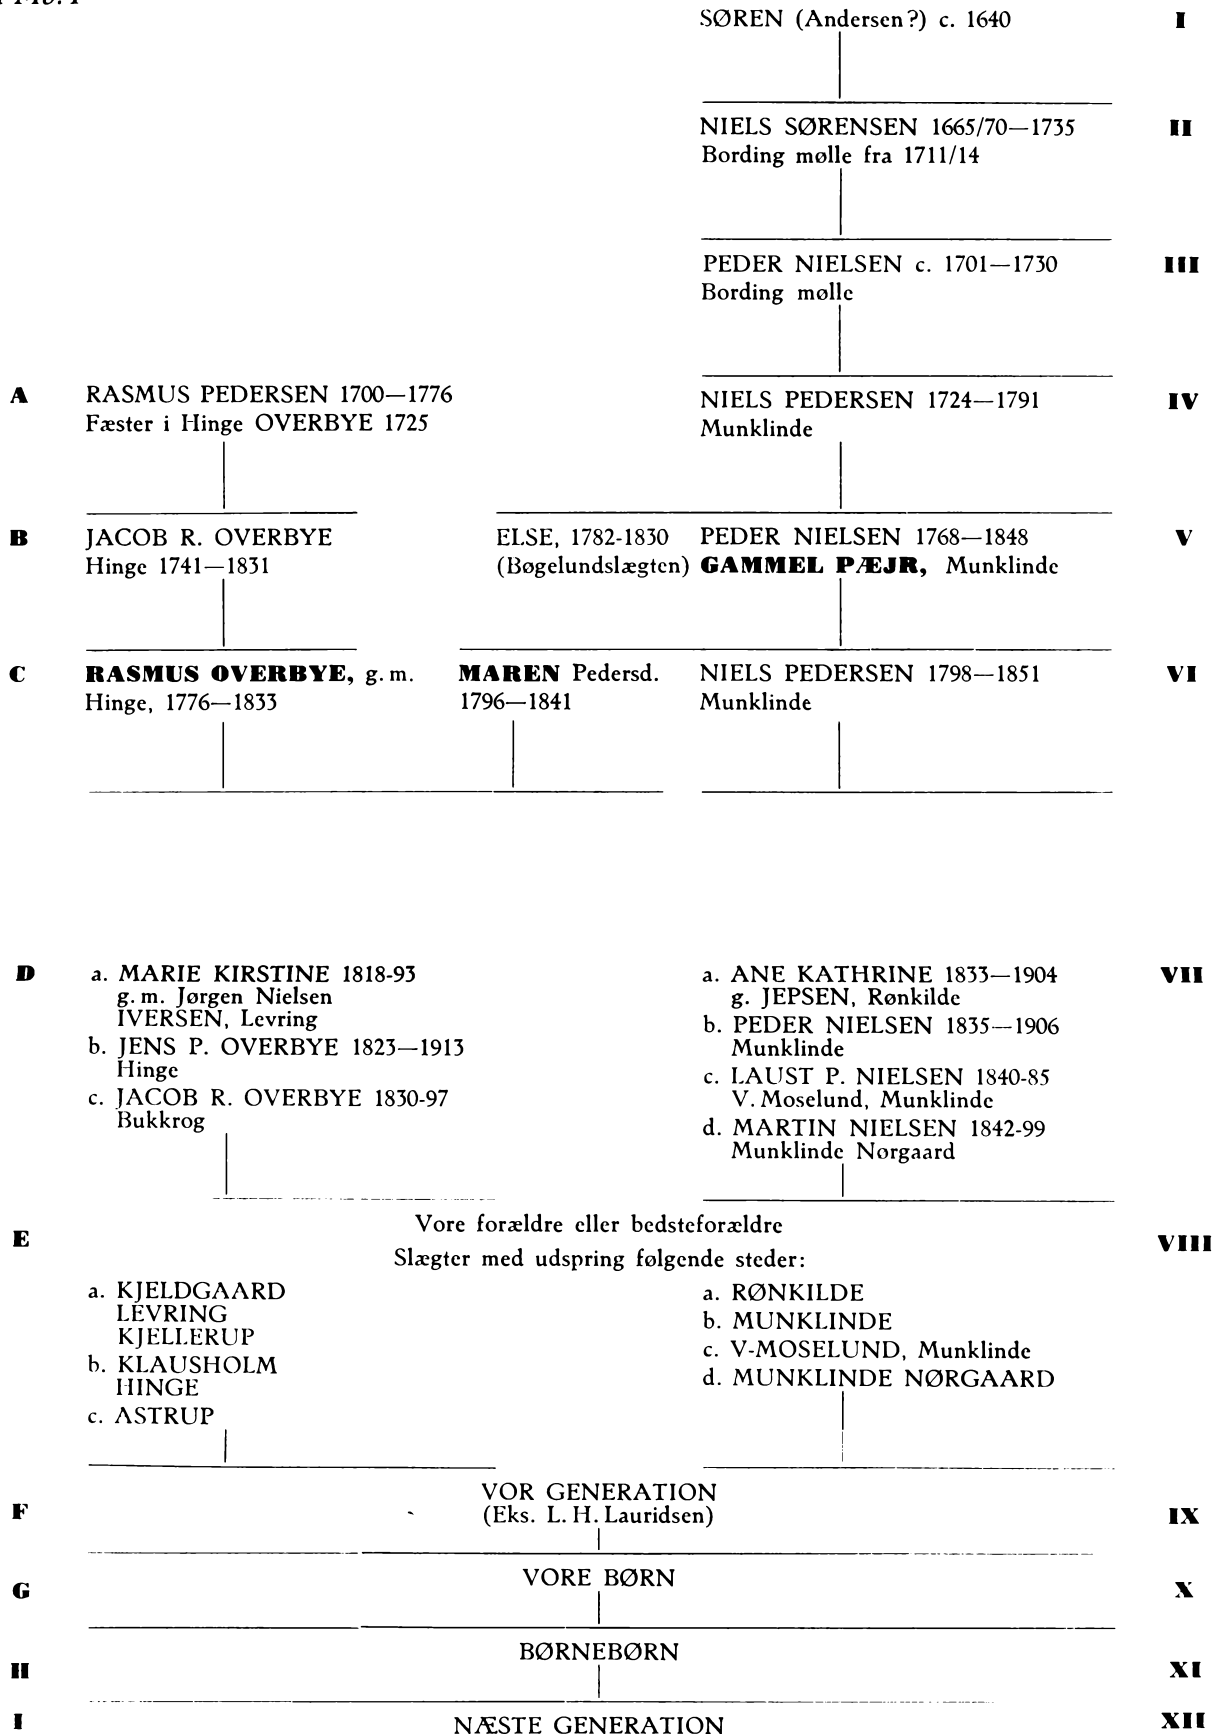 SØREN (Andersen?) c. 1640 I
NIELS SØRENSEN 1665/70—1735 II
Bording mølle fra 1711/14
PEDER NIELSEN c. 1701—1730 III
Bording mølle
A RASMUS PEDERSEN 1700—1776
Fæster i Hinge OVERBYE 1725
NIELS PEDERSEN 1724—1791 IV
Munklinde
B JACOB R. OVERBYE
Hinge 1741—1831
ELSE, 1782-1830
(Bøgelundslægten)
PEDER NIELSEN 1768—1848 V
GAMMEL PÆJR, Munklinde
C RASMUS OVERBYE, g. m.
Hinge, 1776—1833
MAREN Pedersd.
1796—1841
NIELS PEDERSEN 1798—1851 VI
Munklinde
D a. MARIE KIRSTINE 1818-93
g. m. Jørgen Nielsen
IVERSEN, Levring
b. JENS P. OVERBYE 1823—1913
Hinge
c. JACOB R. OVERBYE 1830-97
Bukkrog
a. ANE KATHRINE 1833—1904 VII
g. JEPSEN, Rønkilde
b. PEDER NIELSEN 1835—1906
Munklinde
c. LAUST P. NIELSEN 1840-85
V. Moselund, Munklinde
d. MARTIN NIELSEN 1842-99
Munklinde Nørgaard
Vore forældre eller bedsteforældre
E VIII
Slægter med udspring følgende steder:
a. KJELDGAARD
LEVRING
KJELLERUP
b. KLAUSHOLM
HINGE
c. ASTRUP
a. RØNKILDE
b. MUNKLINDE
c. V-MOSELUND, Munklinde
d. MUNKLINDE NØRGAARD
VOR GENERATION
F (Eks. L. H. Lauridsen) IX
VORE BØRN
G X
BØRNEBØRN
H XI
I NÆSTE GENERATION XII